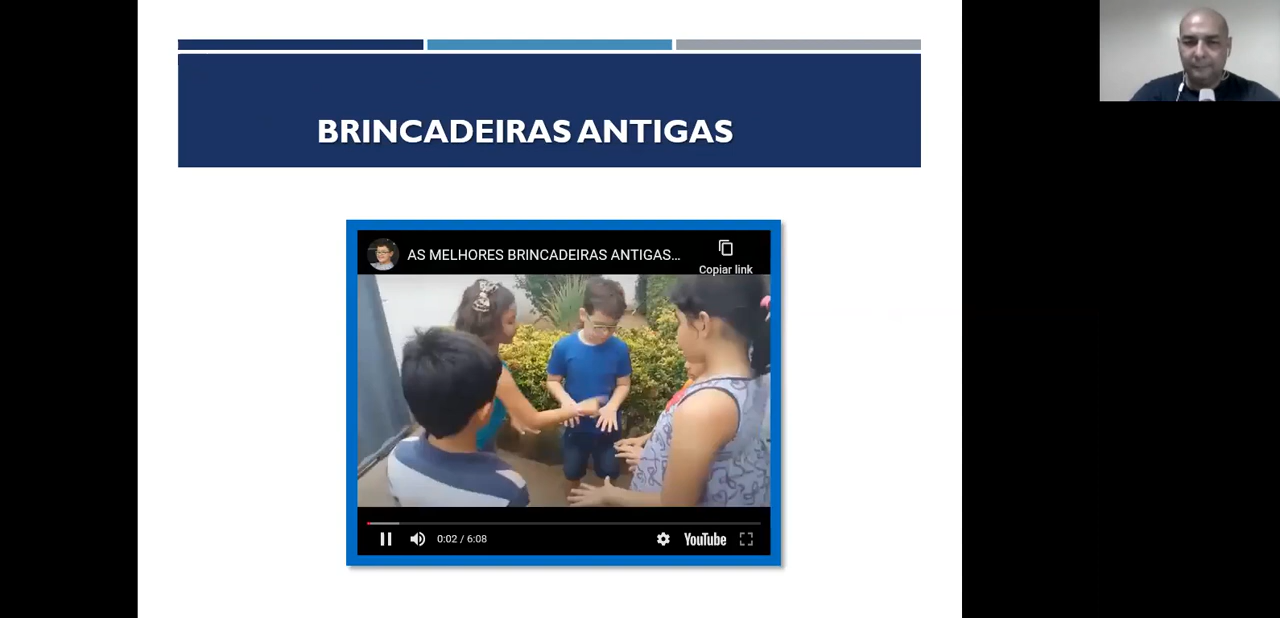 BRINCADEIRAS ANTIGAS
AS MELHORES BRINCADEIRAS ANTIGAS...
Copiar link
0:02 / 6:08
YouTube